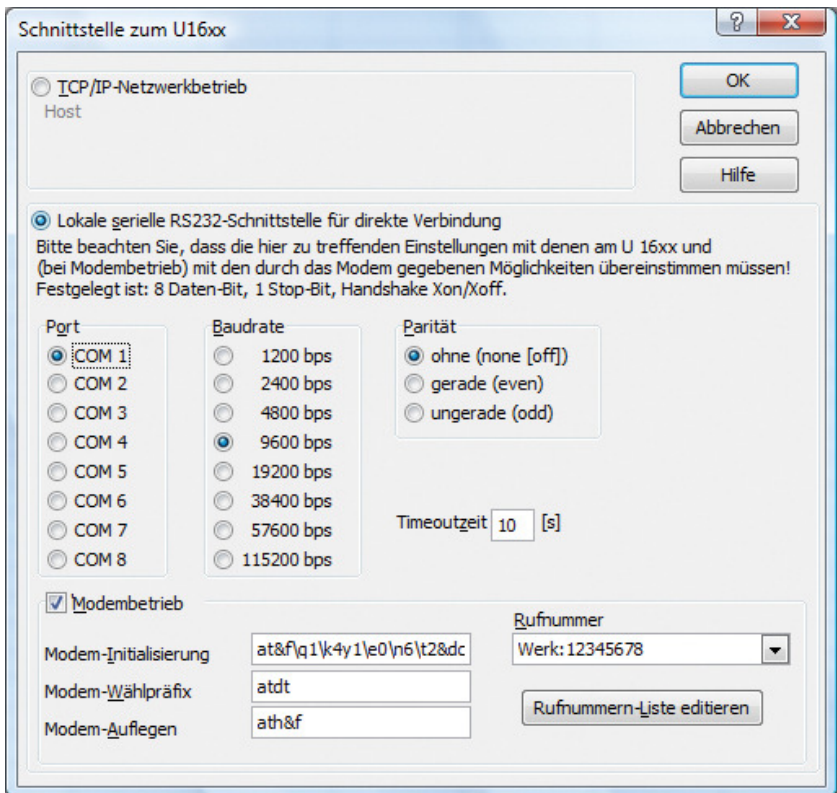 Schnittstelle zum U16xx
TCP/IP-Netzwerkbetrieb
Host
OK
Abbrechen
Hilfe
Lokale serielle RS232-Schnittstelle für direkte Verbindung
Bitte beachten Sie, dass die hier zu treffenden Einstellungen mit denen am U 16xx und
(bei Modembetrieb) mit den durch das Modem gegebenen Möglichkeiten übereinstimmen müssen!
Festgelegt ist: 8 Daten-Bit, 1 Stop-Bit, Handshake Xon/Xoff.
Port
COM 1
COM 2
COM 3
COM 4
COM 5
COM 6
COM 7
COM 8
Baudrate
1200 bps
2400 bps
4800 bps
9600 bps
19200 bps
38400 bps
57600 bps
115200 bps
Parität
ohne (none [off])
gerade (even)
ungerade (odd)
Timeoutzeit 10 [s]
Modembetrieb
Modem-Initialisierung at&f\q1\k4y1\e0\n6\t2&dc
Modem-Wählpräfix atdt
Modem-Auflegen ath&f
Rufnummer
Werk:12345678
Rufnummern-Liste editieren